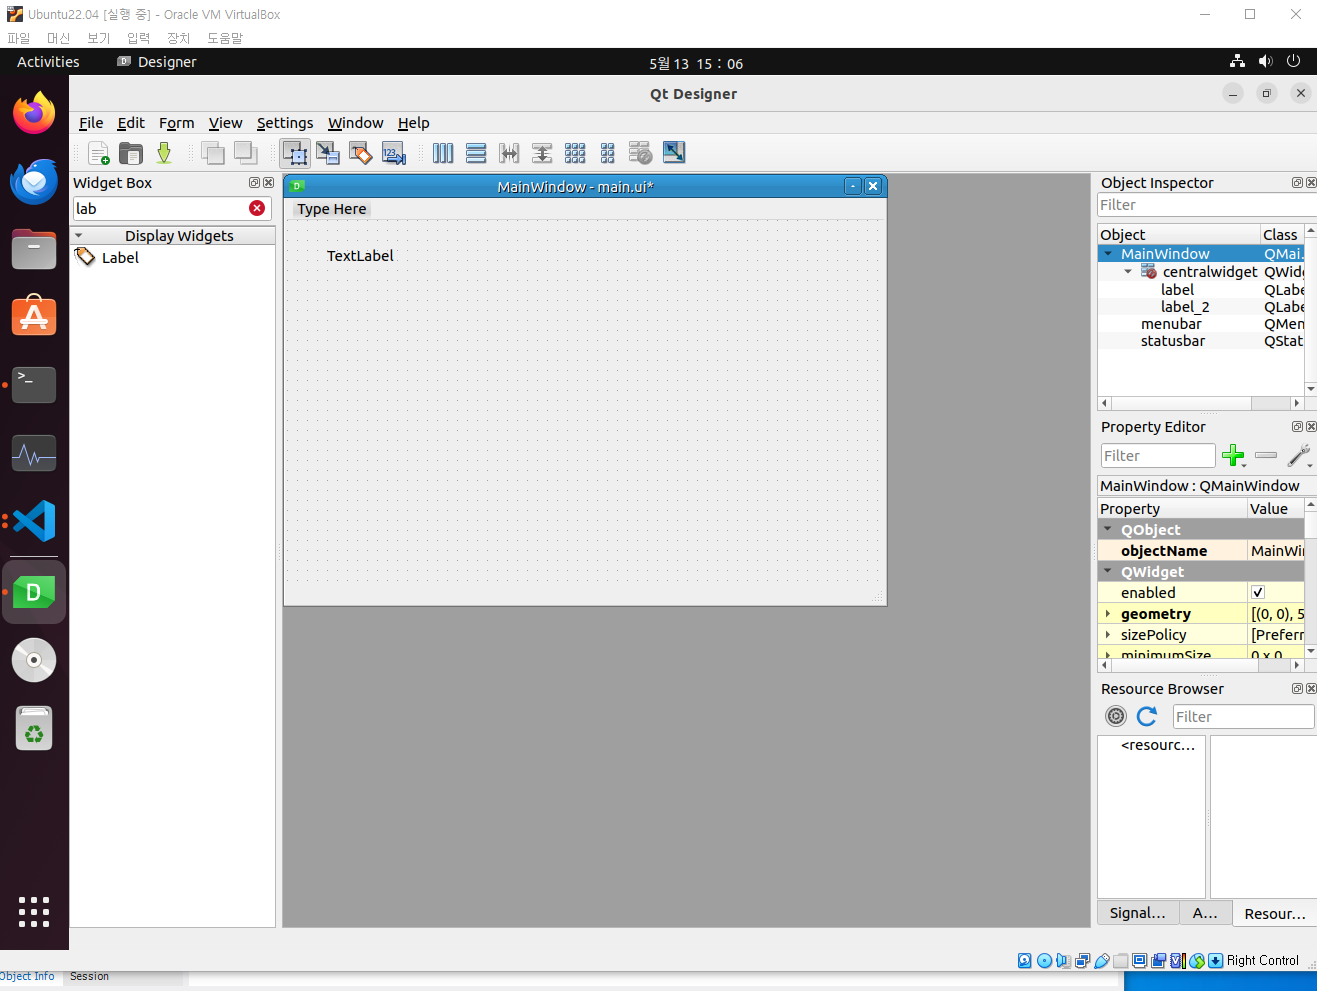 Ubuntu22.04 [실행 중] - Oracle VM VirtualBox
파일 머신 보기 입력 장치 도움말
Activities Designer 5월 13 15 : 06
Qt Designer
File Edit Form View Settings Window Help
Widget Box
lab
Display Widgets
Label
MainWindow - main.ui*
Type Here
TextLabel
Object Inspector
Filter
Object Class
MainWindow QMai...
centralwidget QWidg
label QLabe
label_2 QLabe
menubar QMen
statusbar QStat
Property Editor
Filter
MainWindow : QMainWindow
Property Value
QObject
objectName MainWi
QWidget
enabled
geometry [(0, 0), 5
sizePolicy [Preferr
minimumSize 0 x 0
Resource Browser
Filter
<resourc...
Signal... A... Resour...
Right Control
Object Info Session